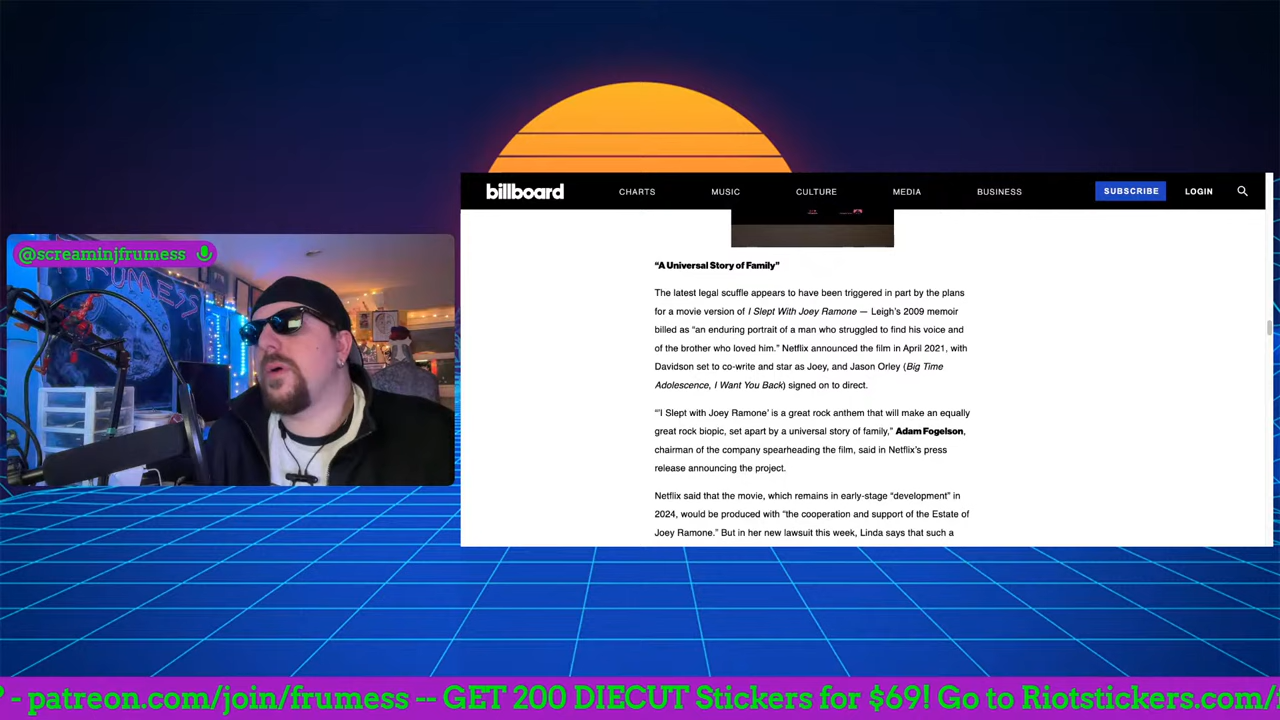 billboard
CHARTS
MUSIC
CULTURE
MEDIA
BUSINESS
SUBSCRIBE
LOGIN
@screaminjfrumess
FRUMESS
“A Universal Story of Family”
The latest legal scuffle appears to have been triggered in part by the plans
for a movie version of I Slept With Joey Ramone — Leigh’s 2009 memoir
billed as “an enduring portrait of a man who struggled to find his voice and
of the brother who loved him.” Netflix announced the film in April 2021, with
Davidson set to co-write and star as Joey, and Jason Orley (Big Time
Adolescence, I Want You Back) signed on to direct.
“‘I Slept with Joey Ramone’ is a great rock anthem that will make an equally
great rock biopic, set apart by a universal story of family,” Adam Fogelson,
chairman of the company spearheading the film, said in Netflix’s press
release announcing the project.
Netflix said that the movie, which remains in early-stage “development” in
2024, would be produced with “the cooperation and support of the Estate of
Joey Ramone.” But in her new lawsuit this week, Linda says that such a
- patreon.com/join/frumess -- GET 200 DIECUT Stickers for $69! Go to Riotstickers.com/